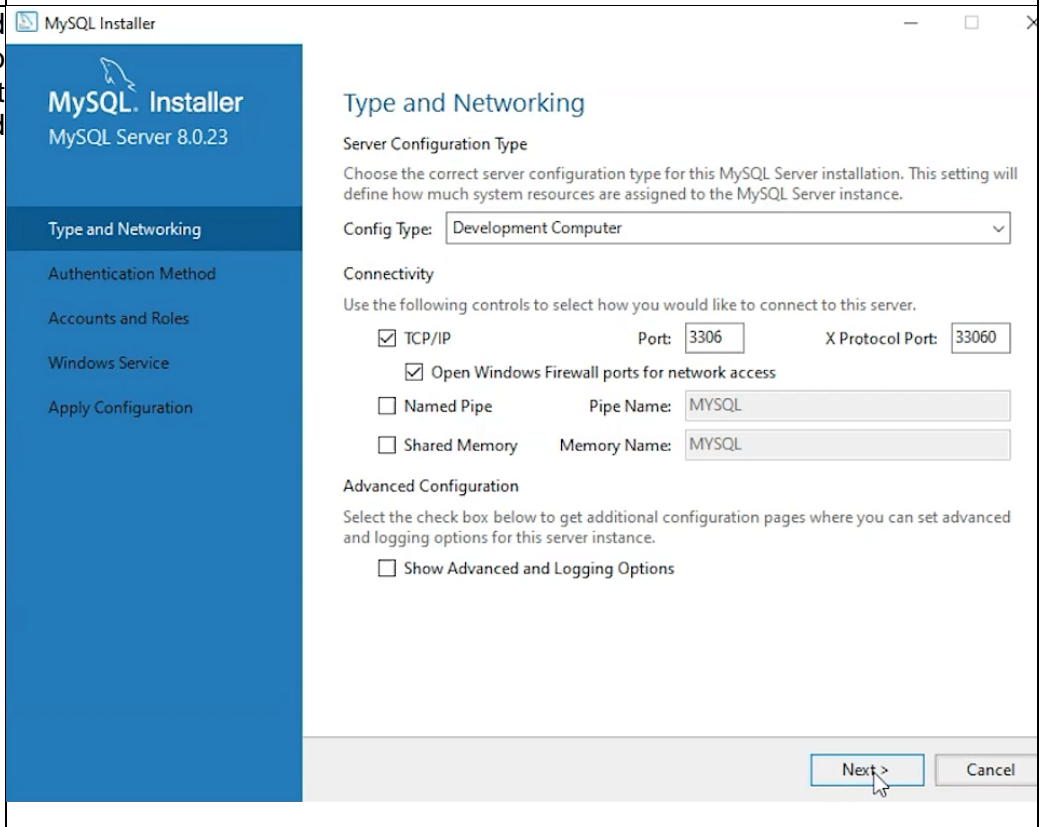 MySQL Installer
MySQL. Installer
MySQL Server 8.0.23
Type and Networking
Authentication Method
Accounts and Roles
Windows Service
Apply Configuration
Type and Networking
Server Configuration Type
Choose the correct server configuration type for this MySQL Server installation. This setting will
define how much system resources are assigned to the MySQL Server instance.
Config Type: Development Computer
Connectivity
Use the following controls to select how you would like to connect to this server.
TCP/IP Port: 3306 X Protocol Port: 33060
Open Windows Firewall ports for network access
Named Pipe Pipe Name: MYSQL
Shared Memory Memory Name: MYSQL
Advanced Configuration
Select the check box below to get additional configuration pages where you can set advanced
and logging options for this server instance.
Show Advanced and Logging Options
Next > Cancel